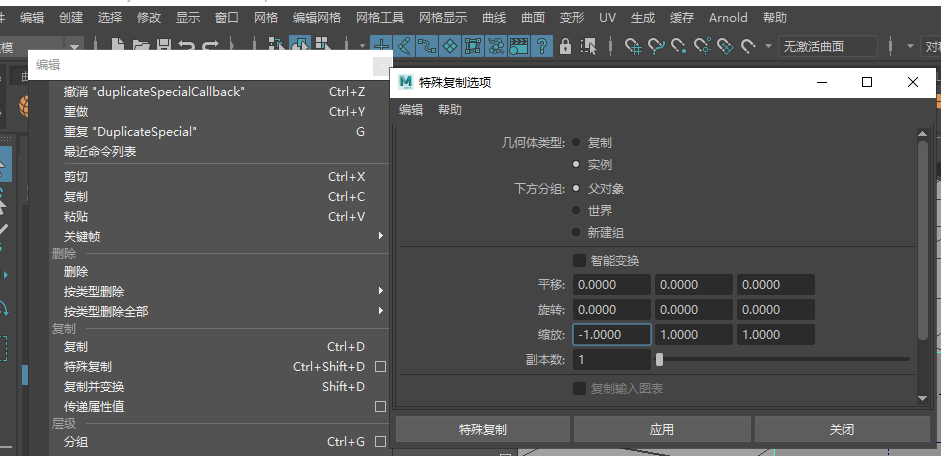 件 编辑 创建 选择 修改 显示 窗口 网格 编辑网格 网格工具 网格显示 曲线 曲面 变形 UV 生成 缓存 Arnold 帮助
模 无激活曲面 对称
编辑
撤消 "duplicateSpecialCallback" Ctrl+Z
重做 Ctrl+Y
重复 "DuplicateSpecial" G
最近命令列表
剪切 Ctrl+X
复制 Ctrl+C
粘贴 Ctrl+V
关键帧
删除
删除
按类型删除
按类型删除全部
复制
复制 Ctrl+D
特殊复制 Ctrl+Shift+D
复制并变换 Shift+D
传递属性值
层级
分组 Ctrl+G
特殊复制选项
编辑 帮助
几何体类型: 复制
实例
下方分组: 父对象
世界
新建组
智能变换
平移: 0.0000 0.0000 0.0000
旋转: 0.0000 0.0000 0.0000
缩放: -1.0000 1.0000 1.0000
副本数: 1
复制输入图表
特殊复制 应用 关闭